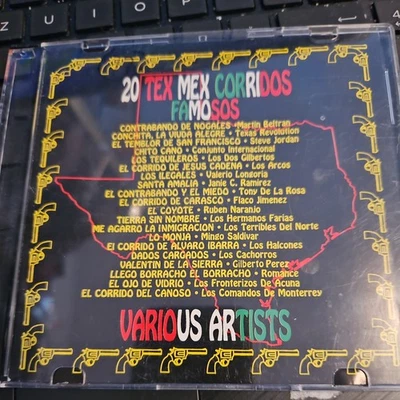 Z U I O P
20 TEX MEX CORRIDOS
FAMOSOS
CONTRABANDO DE NOGALES • Martin Beltran
CONCHITA, LA VIUDA ALEGRE • Texas Revolution
EL TEMBLOR DE SAN FRANCISCO • Steve Jordan
CHITO CANO • Conjunto Internacional
LOS TEQUILEROS • Los Dos Gilbertos
EL CORRIDO DE JESUS CADENA • Los Arcos
LOS ILEGALES • Valerio Longoria
SANTA AMALIA • Janie C. Ramirez
EL CONTRABANDO Y EL MIEDO • Tony De La Rosa
EL CORRIDO DE CARASCO • Flaco Jimenez
EL COYOTE • Ruben Naranjo
TIERRA SIN NOMBRE • Los Hermanos Farias
ME AGARRO LA INMIGRACION • Los Terribles Del Norte
LO MONJA • Mindo Saldivar
EL CORRIDO DE ALVARO IBARRA • Los Halcones
DADOS CARGADOS • Los Cachorros
VALENTIN DE LA SIERRA • Gilberto Perez
LLEGO BORRACHO EL BORRACHO • Romance
EL OJO DE VIDRIO • Los Fronterizos De Acuna
EL CORRIDO DEL CANOSO • Los Comandos De Monterrey
VARIOUS ARTISTS